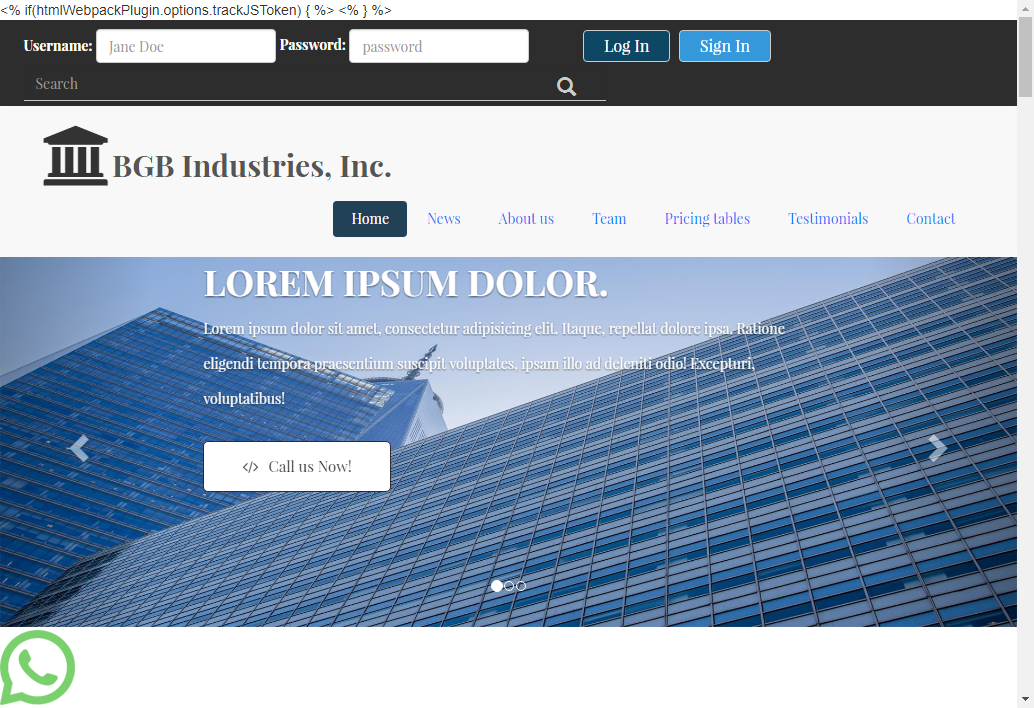 <% if(htmlWebpackPlugin.options.trackJSToken) { %> <% } %>
Username: Jane Doe Password: password Log In Sign In
Search
BGB Industries, Inc.
Home News About us Team Pricing tables Testimonials Contact
LOREM IPSUM DOLOR.
Lorem ipsum dolor sit amet, consectetur adipisicing elit. Itaque, repellat dolore ipsa. Ratione
eligendi tempora praesentium suscipit voluptates, ipsam illo ad deleniti odio! Excepturi,
voluptatibus!
</> Call us Now!